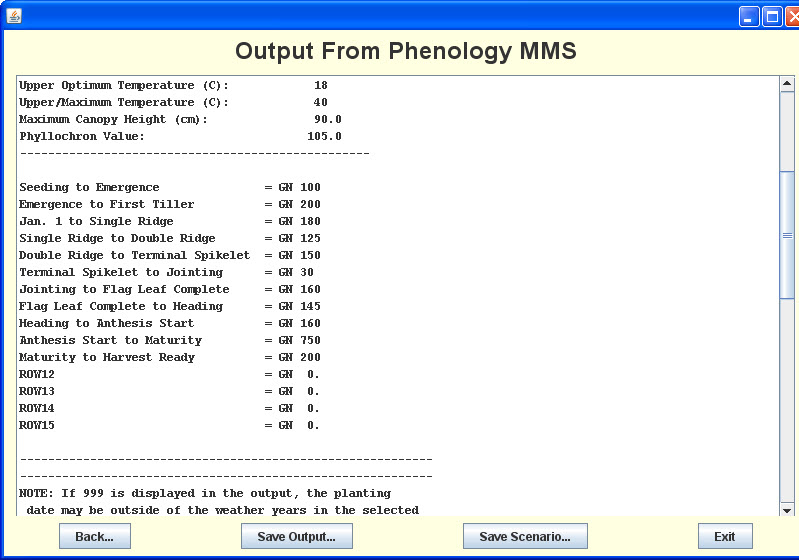 Output From Phenology MMS
Upper Optimum Temperature (C): 18
Upper/Maximum Temperature (C): 40
Maximum Canopy Height (cm): 90.0
Phyllochron Value: 105.0
--------------------------------------------------
Seeding to Emergence = GN 100
Emergence to First Tiller = GN 200
Jan. 1 to Single Ridge = GN 180
Single Ridge to Double Ridge = GN 125
Double Ridge to Terminal Spikelet = GN 150
Terminal Spikelet to Jointing = GN 30
Jointing to Flag Leaf Complete = GN 160
Flag Leaf Complete to Heading = GN 145
Heading to Anthesis Start = GN 160
Anthesis Start to Maturity = GN 750
Maturity to Harvest Ready = GN 200
ROW12 = GN 0.
ROW13 = GN 0.
ROW14 = GN 0.
ROW15 = GN 0.
-----------------------------------------------------------
-----------------------------------------------------------
NOTE: If 999 is displayed in the output, the planting
date may be outside of the weather years in the selected
Back... Save Output... Save Scenario... Exit